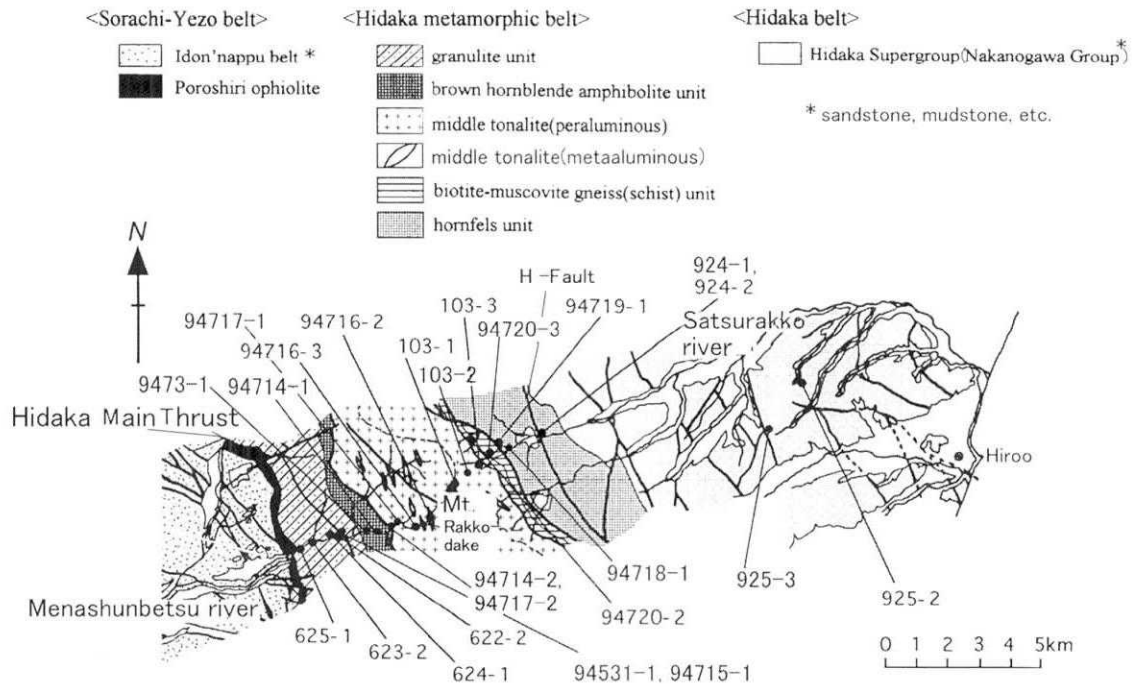 <Sorachi-Yezo belt>
Idon'nappu belt *
Poroshiri ophiolite
<Hidaka metamorphic belt>
granulite unit
brown hornblende amphibolite unit
middle tonalite(peraluminous)
middle tonalite(metaaluminous)
biotite-muscovite gneiss(schist) unit
hornfels unit
<Hidaka belt>
Hidaka Supergroup(Nakanogawa Group)*
* sandstone, mudstone, etc.
N
H -Fault
924-1,
924-2
103-3
94719-1
94717-1
94716-2
94720-3
Satsurakko
river
94716-3
103-1
9473-1
94714-1
103-2
Hidaka Main Thrust
Hiroo
Mt.
Rakko-
dake
94714-2,
94717-2
94718-1
925-3
925-2
Menashunbetsu river
94720-2
625-1
622-2
623-2
624-1
94531-1, 94715-1
0 1 2 3 4 5km